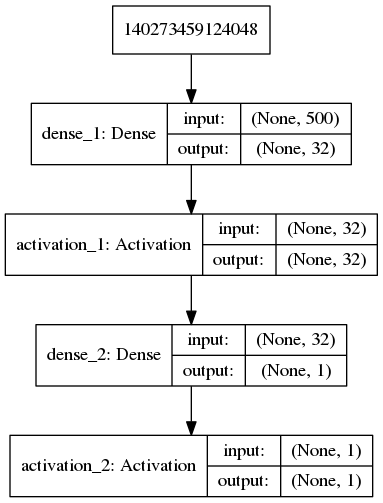 140273459124048
dense_1: Dense
input:
(None, 500)
output:
(None, 32)
activation_1: Activation
input:
(None, 32)
output:
(None, 32)
dense_2: Dense
input:
(None, 32)
output:
(None, 1)
activation_2: Activation
input:
(None, 1)
output:
(None, 1)